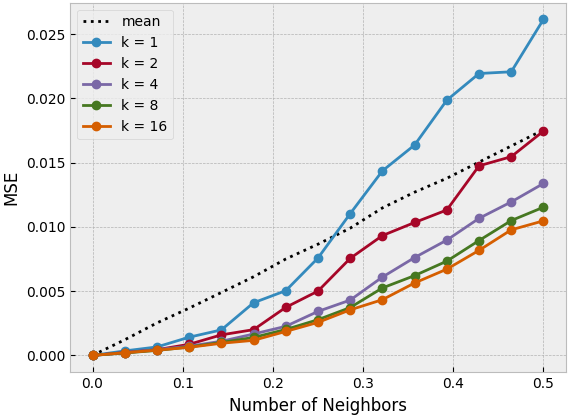 mean
k = 1
k = 2
k = 4
k = 8
k = 16
0.025
0.020
0.015
0.010
0.005
0.000
MSE
0.0 0.1 0.2 0.3 0.4 0.5
Number of Neighbors